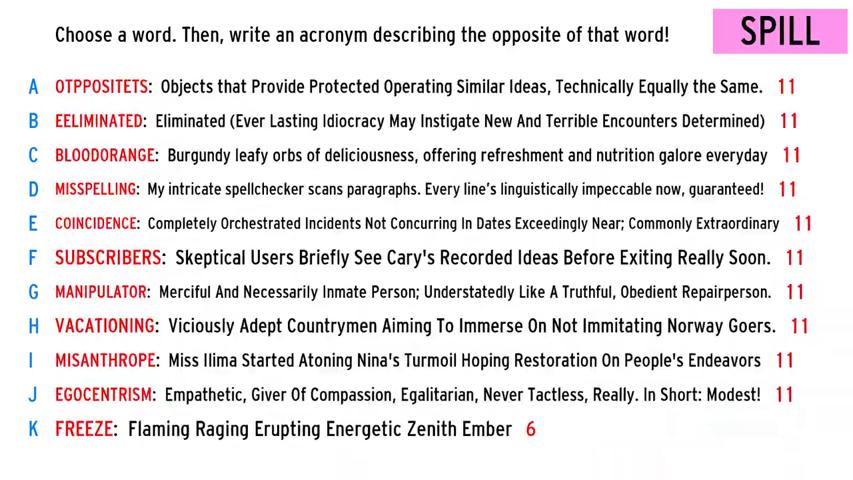 Choose a word. Then, write an acronym describing the opposite of that word!
SPILL
A OTPPOSITETS: Objects that Provide Protected Operating Similar Ideas, Technically Equally the Same. 11
B EELIMINATED: Eliminated (Ever Lasting Idiocracy May Instigate New And Terrible Encounters Determined) 11
C BLOODORANGE: Burgundy leafy orbs of deliciousness, offering refreshment and nutrition galore everyday 11
D MISSPELLING: My intricate spellchecker scans paragraphs. Every line's linguistically impeccable now, guaranteed! 11
E COINCIDENCE: Completely Orchestrated Incidents Not Concurring In Dates Exceedingly Near; Commonly Extraordinary 11
F SUBSCRIBERS: Skeptical Users Briefly See Cary's Recorded Ideas Before Exiting Really Soon. 11
G MANIPULATOR: Merciful And Necessarily Inmate Person; Understatedly Like A Truthful, Obedient Repairperson. 11
H VACATIONING: Viciously Adept Countrymen Aiming To Immerse On Not Immitating Norway Goers. 11
I MISANTHROPE: Miss Ilima Started Atoning Nina's Turmoil Hoping Restoration On People's Endeavors 11
J EGOCENTRISM: Empathetic, Giver Of Compassion, Egalitarian, Never Tactless, Really. In Short: Modest! 11
K FREEZE: Flaming Raging Erupting Energetic Zenith Ember 6